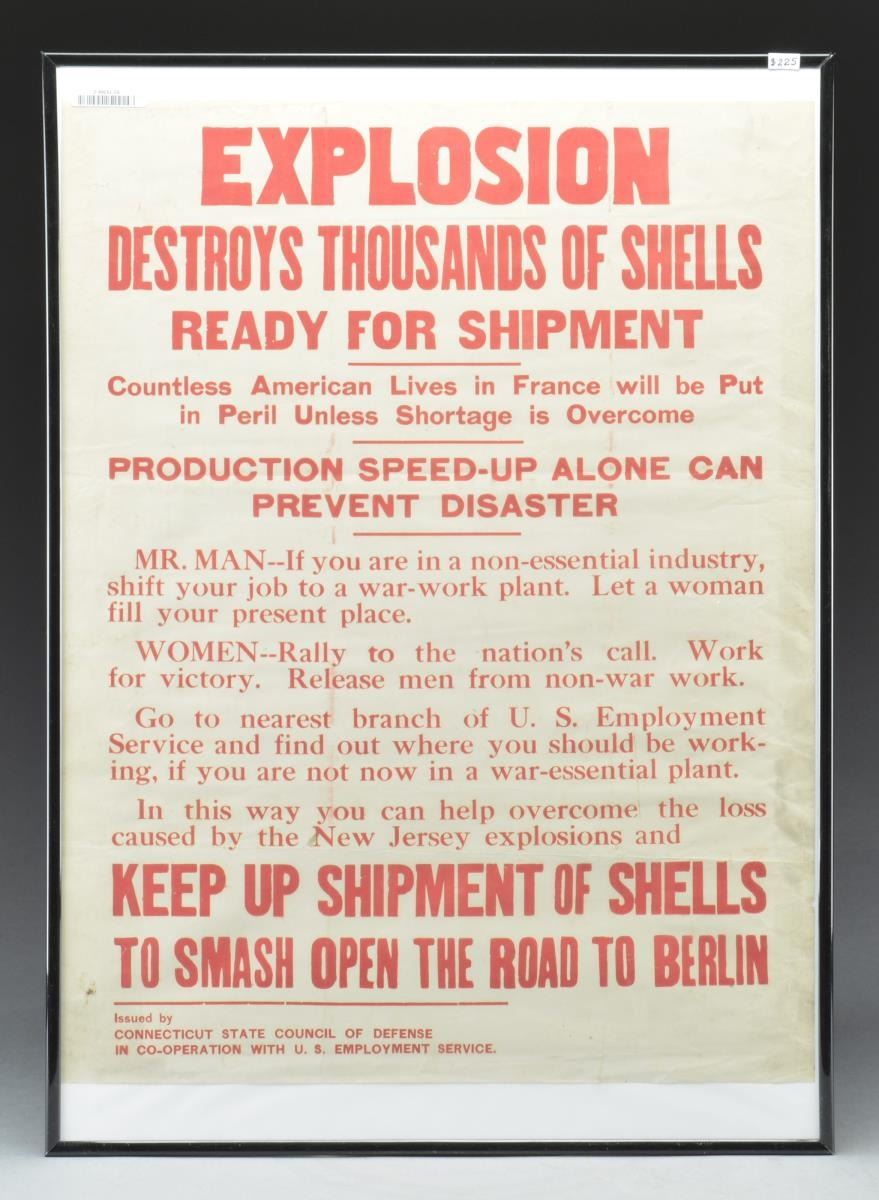 $225
EXPLOSION
DESTROYS THOUSANDS OF SHELLS
READY FOR SHIPMENT
Countless American Lives in France will be Put
in Peril Unless Shortage is Overcome
PRODUCTION SPEED-UP ALONE CAN
PREVENT DISASTER
MR. MAN--If you are in a non-essential industry,
shift your job to a war-work plant. Let a woman
fill your present place.
WOMEN--Rally to the nation's call. Work
for victory. Release men from non-war work.
Go to nearest branch of U. S. Employment
Service and find out where you should be work-
ing, if you are not now in a war-essential plant.
In this way you can help overcome the loss
caused by the New Jersey explosions and
KEEP UP SHIPMENT OF SHELLS
TO SMASH OPEN THE ROAD TO BERLIN
Issued by
CONNECTICUT STATE COUNCIL OF DEFENSE
IN CO-OPERATION WITH U. S. EMPLOYMENT SERVICE.